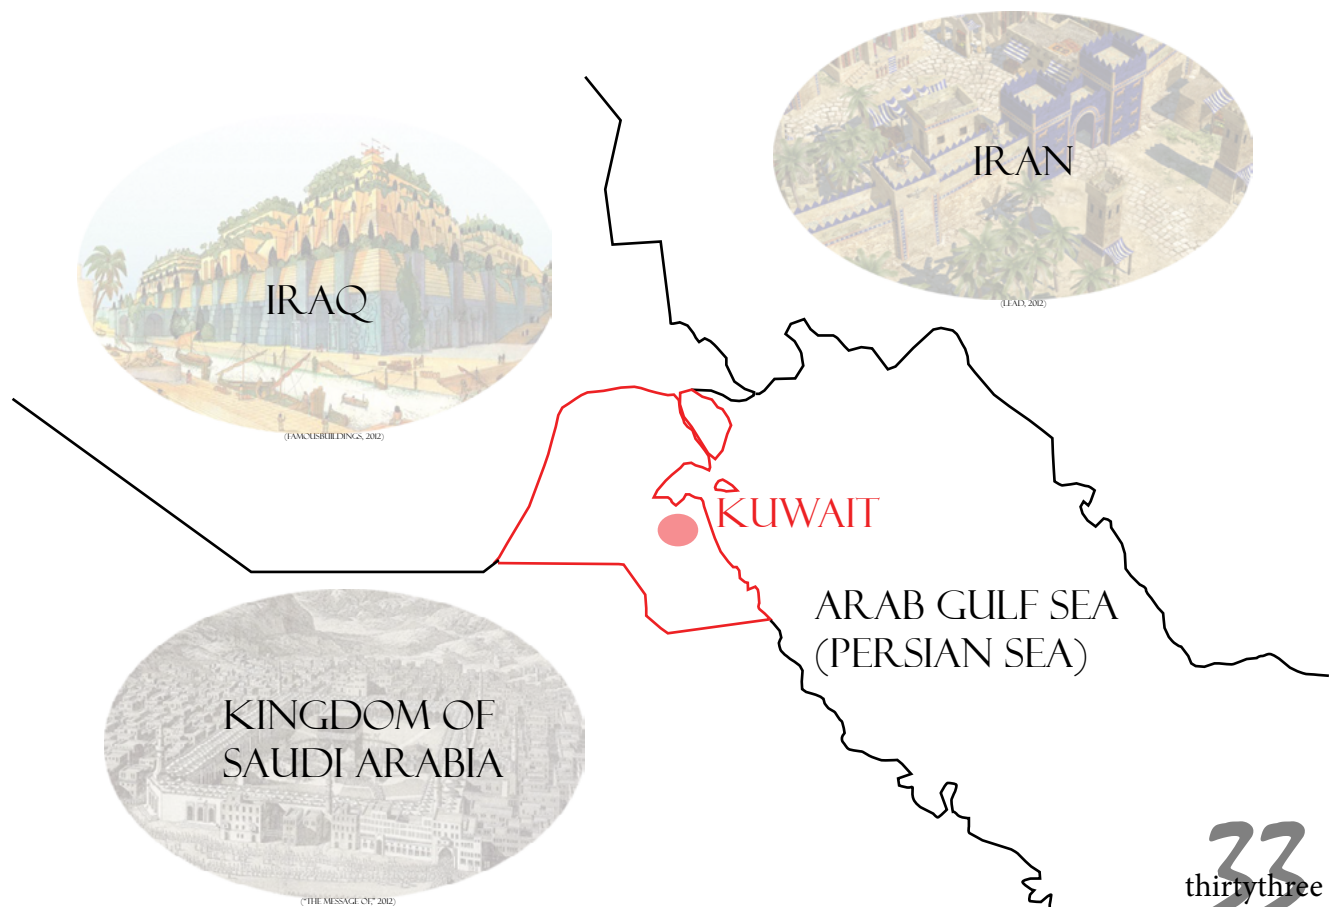 IRAN
(LEAD, 2012)
IRAQ
(FAMOUSBUILDINGS, 2012)
KUWAIT
ARAB GULF SEA
(PERSIAN SEA)
KINGDOM OF
SAUDI ARABIA
("THE MESSAGE OF," 2012)
33
thirtythree